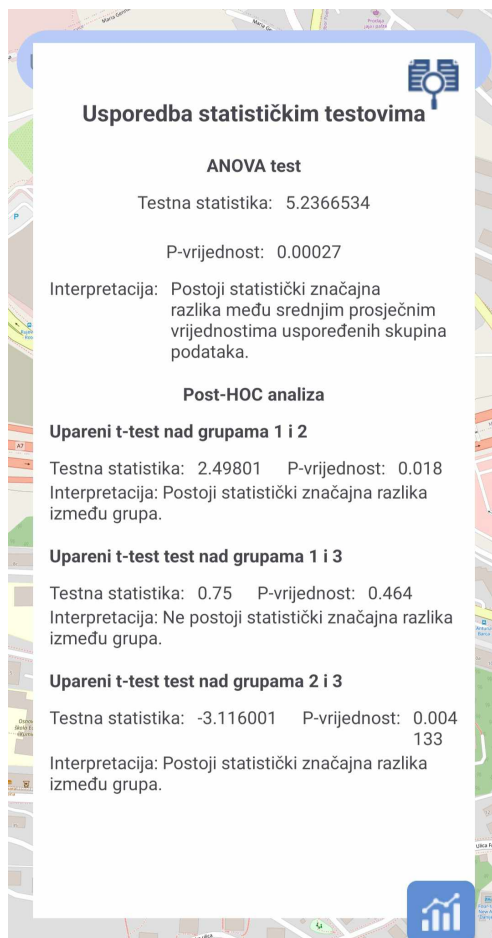 Usporedba statističkim testovima
ANOVA test
Testna statistika: 5.2366534
P-vrijednost: 0.00027
Interpretacija: Postoji statistički značajna
razlika među srednjim prosječnim
vrijednostima uspoređenih skupina
podataka.
Post-HOC analiza
Upareni t-test nad grupama 1 i 2
Testna statistika: 2.49801 P-vrijednost: 0.018
Interpretacija: Postoji statistički značajna razlika
između grupa.
Upareni t-test test nad grupama 1 i 3
Testna statistika: 0.75 P-vrijednost: 0.464
Interpretacija: Ne postoji statistički značajna razlika
između grupa.
Upareni t-test test nad grupama 2 i 3
Testna statistika: -3.116001 P-vrijednost: 0.004
133
Interpretacija: Postoji statistički značajna razlika
između grupa.
P
A7
Ulica F